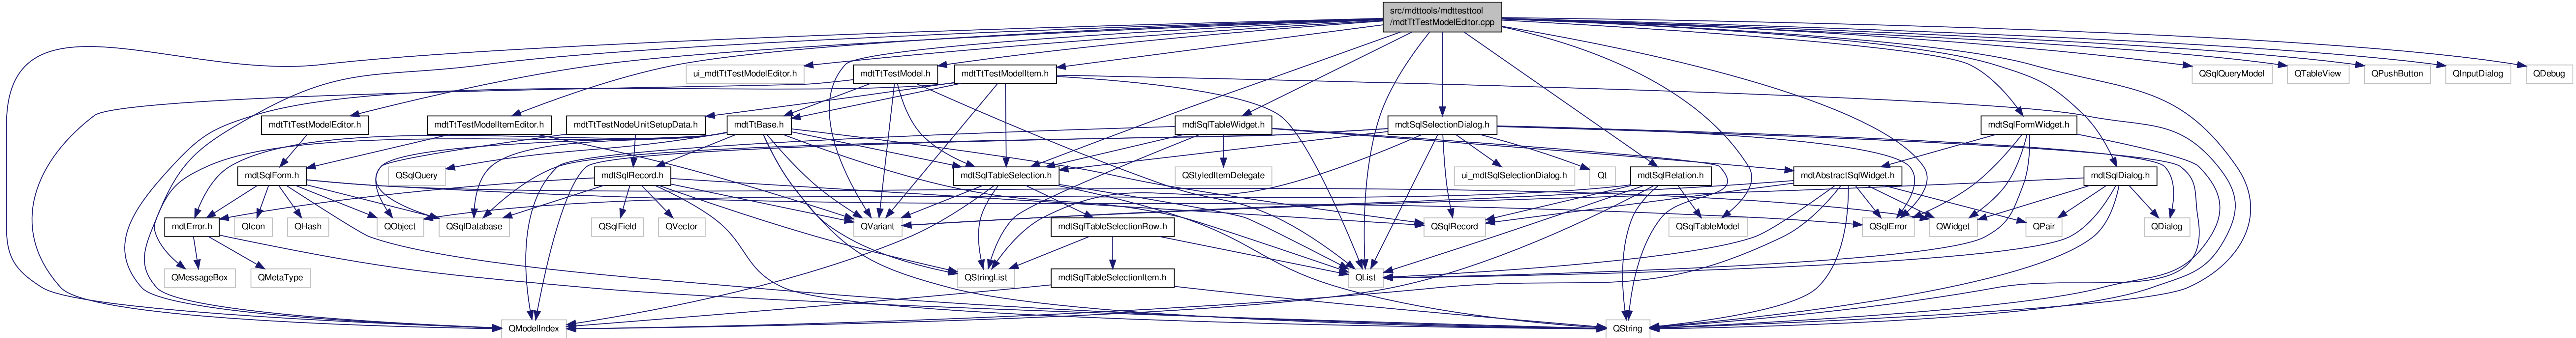 src/mdttools/mdttesttool
/mdtTtTestModelEditor.cpp
ui_mdtTtTestModelEditor.h
mdtTtTestModel.h
mdtTtTestModelItem.h
QSqlQueryModel
QTableView
QPushButton
QInputDialog
QDebug
mdtTtTestModelEditor.h
mdtTtTestModelItemEditor.h
mdtTtTestNodeUnitSetupData.h
mdtTtBase.h
mdtSqlTableWidget.h
mdtSqlSelectionDialog.h
mdtSqlFormWidget.h
mdtSqlForm.h
QSqlQuery
mdtSqlRecord.h
mdtSqlTableSelection.h
QStyledItemDelegate
ui_mdtSqlSelectionDialog.h
Qt
mdtSqlRelation.h
mdtAbstractSqlWidget.h
mdtSqlDialog.h
mdtError.h
QIcon
QHash
QObject
QSqlDatabase
QSqlField
QVector
QVariant
mdtSqlTableSelectionRow.h
QSqlRecord
QSqlTableModel
QSqlError
QWidget
QPair
QDialog
QMessageBox
QMetaType
QStringList
mdtSqlTableSelectionItem.h
QList
QModelIndex
QString